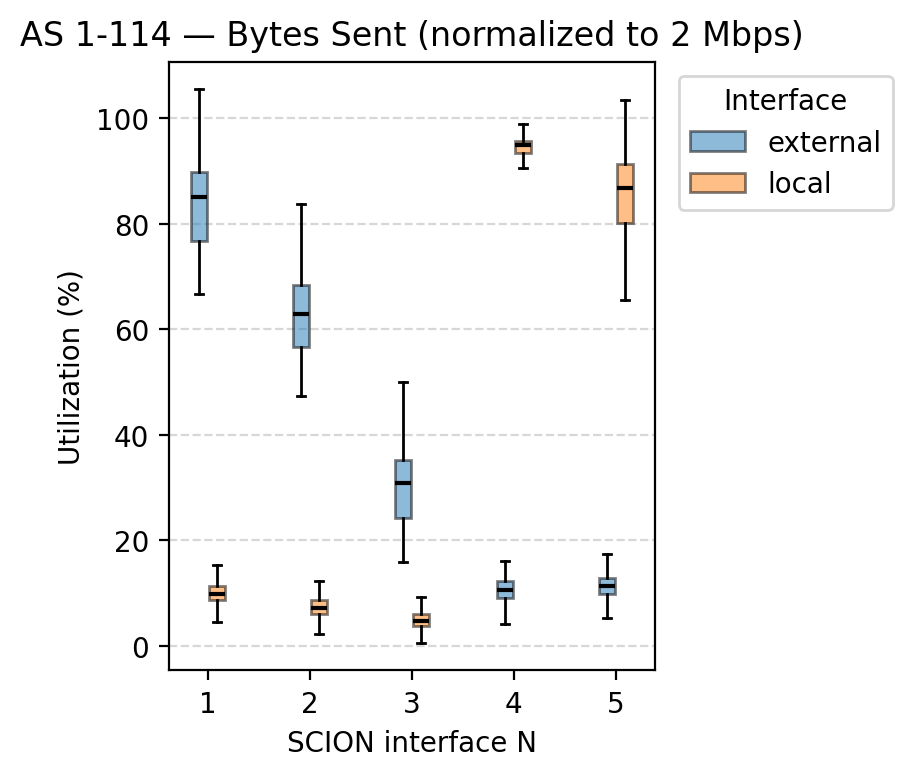 AS 1-114 — Bytes Sent (normalized to 2 Mbps)
Interface
external
local
Utilization (%)
100
80
60
40
20
0
1 2 3 4 5
SCION interface N